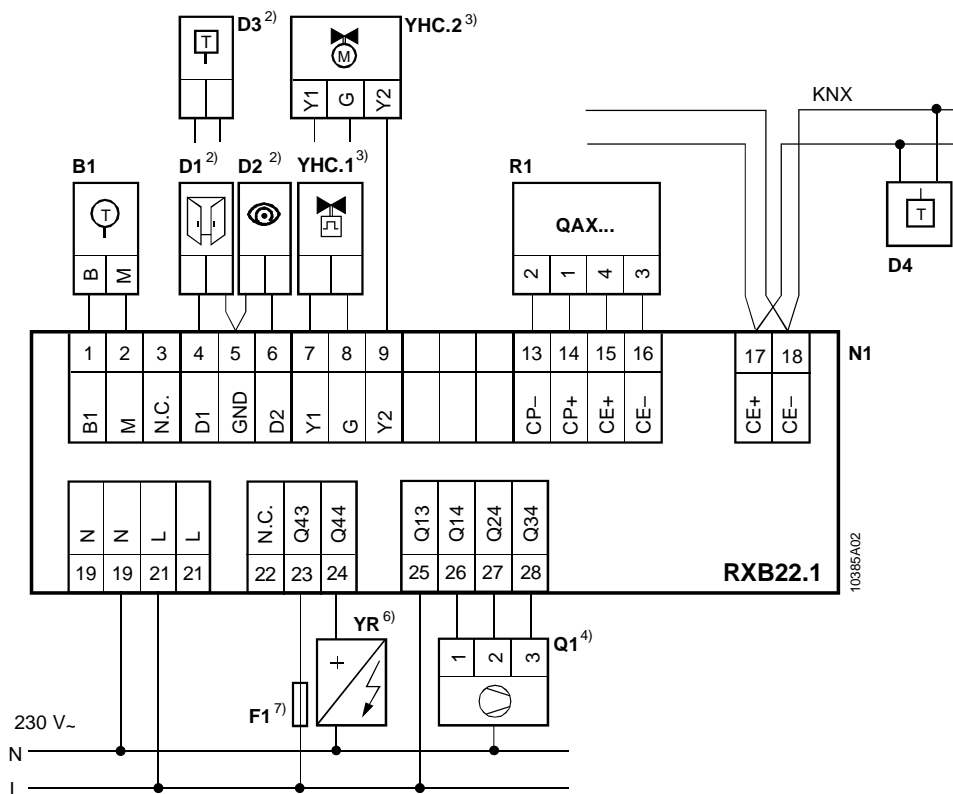 D3 2) YHC.2 3)
T M
Y1 G Y2
KNX
B1 D1 2) D2 2) YHC.1 3) R1
T QAX... T
B M 2 1 4 3 D4
1 2 3 4 5 6 7 8 9 13 14 15 16 17 18 N1
B1 M N.C. D1 GND D2 Y1 G Y2 CP– CP+ CE+ CE– CE+ CE–
N N L L N.C. Q43 Q44 Q13 Q14 Q24 Q34
19 19 21 21 22 23 24 25 26 27 28 RXB22.1
10385A02
YR 6) 1 2 3 Q1 4)
+
F1 7)
230 V~
N
L